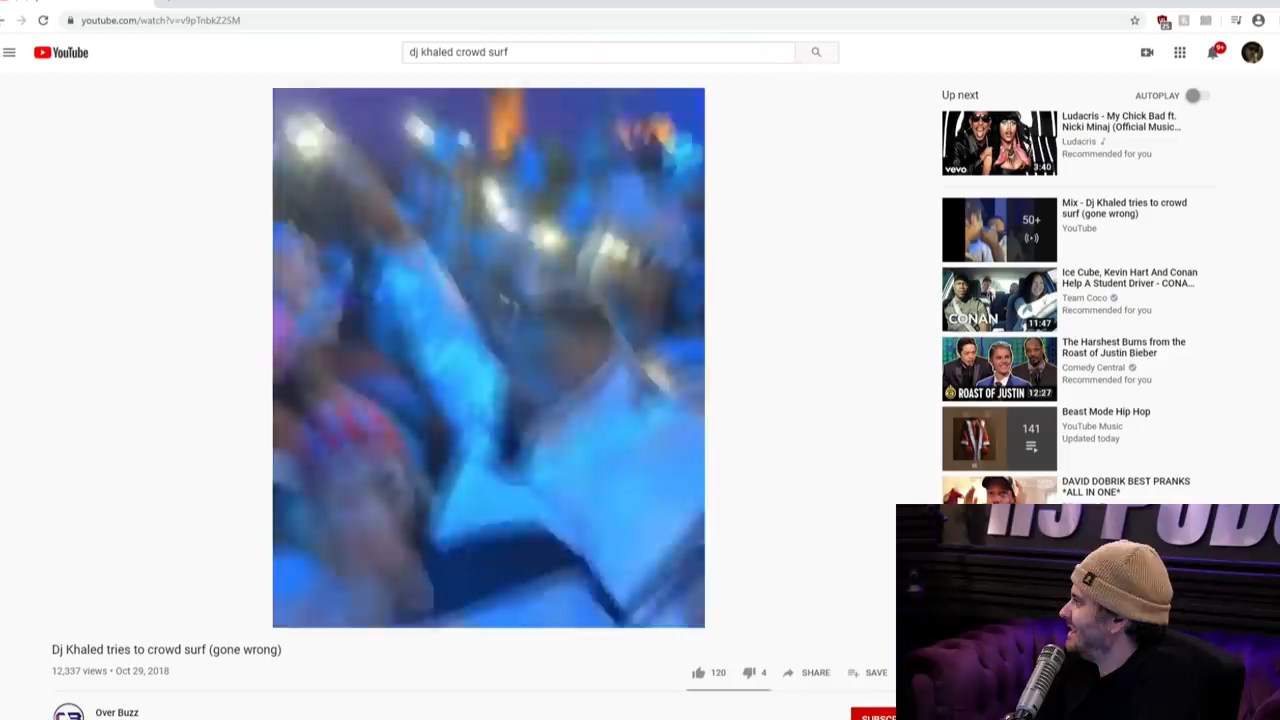 youtube.com/watch?v=v9pTnbkZ2SM
25
YouTube
dj khaled crowd surf
9+
Up next
AUTOPLAY
Ludacris - My Chick Bad ft.
Nicki Minaj (Official Music...
Ludacris
Recommended for you
vevo
3:40
Mix - Dj Khaled tries to crowd
surf (gone wrong)
YouTube
50+
Ice Cube, Kevin Hart And Conan
Help A Student Driver - CONA...
Team Coco
Recommended for you
CONAN
11:47
The Harshest Burns from the
Roast of Justin Bieber
Comedy Central
Recommended for you
ROAST OF JUSTIN
12:27
Beast Mode Hip Hop
YouTube Music
Updated today
141
DAVID DOBRIK BEST PRANKS
*ALL IN ONE*
Dj Khaled tries to crowd surf (gone wrong)
12,337 views • Oct 29, 2018
120
4
SHARE
SAVE
Over Buzz